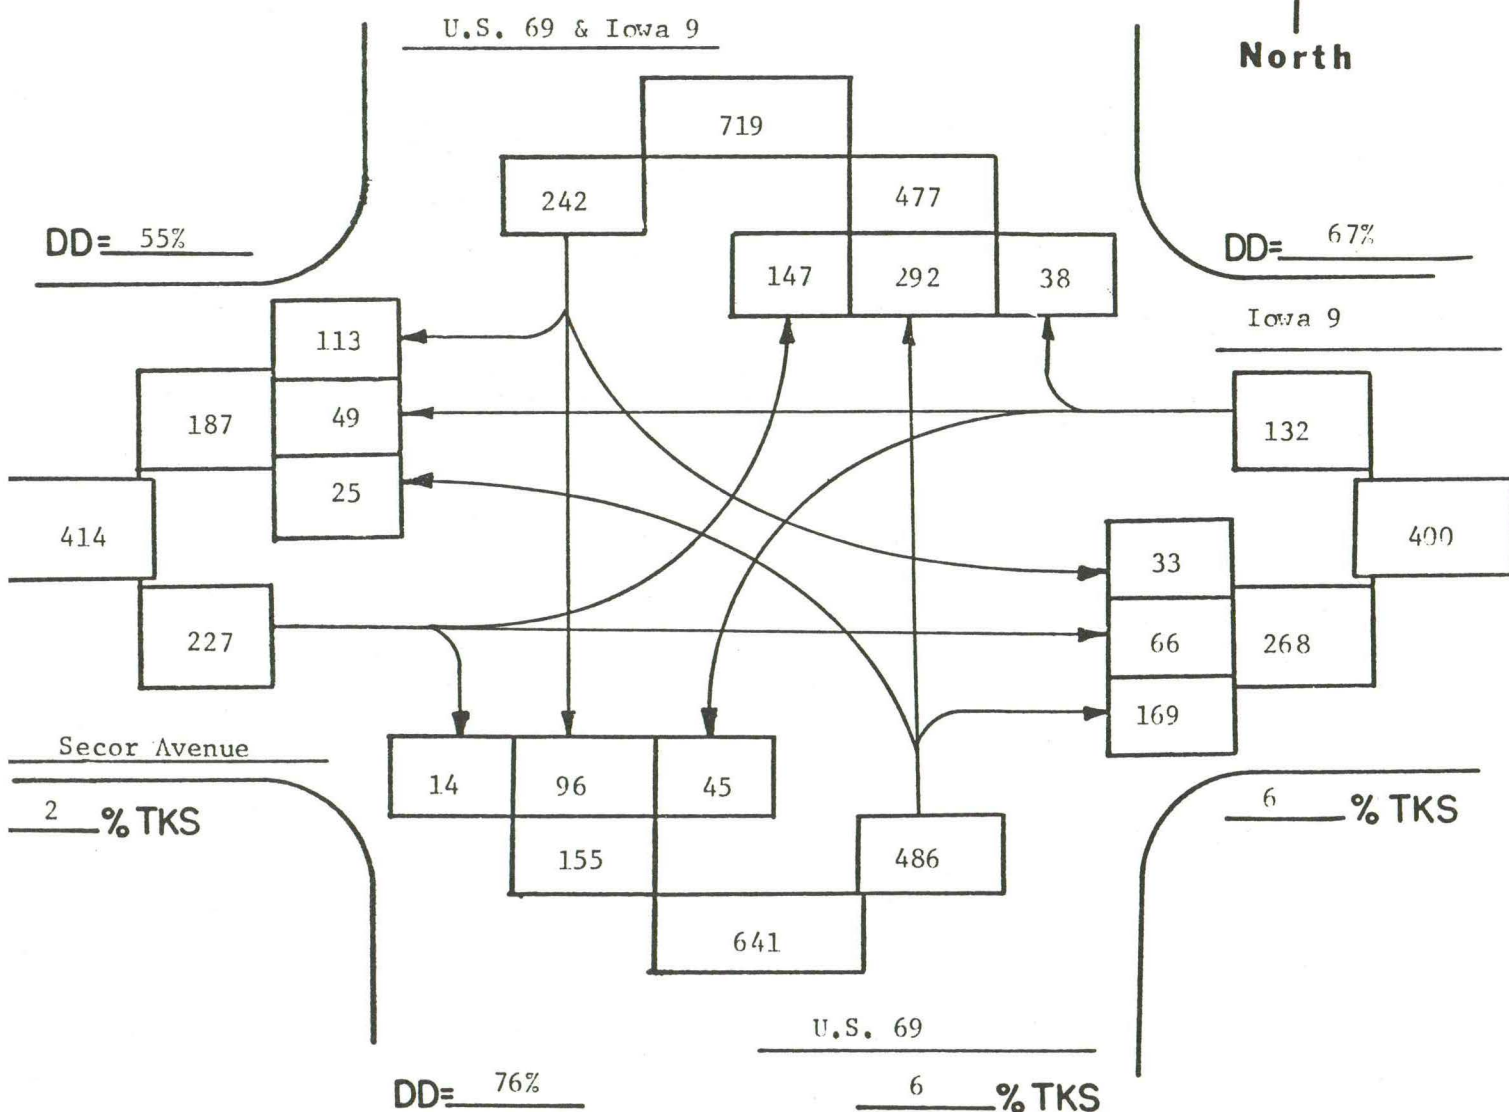 U.S. 69 & Iowa 9
North
719
242
477
DD= 55%
DD= 67%
147 292 38
Iowa 9
113
187 49
132
25
414
400
33
227
66 268
169
Secor Avenue
14 96 45
2 % TKS
6 % TKS
155
486
641
U.S. 69
DD= 76%
6 % TKS